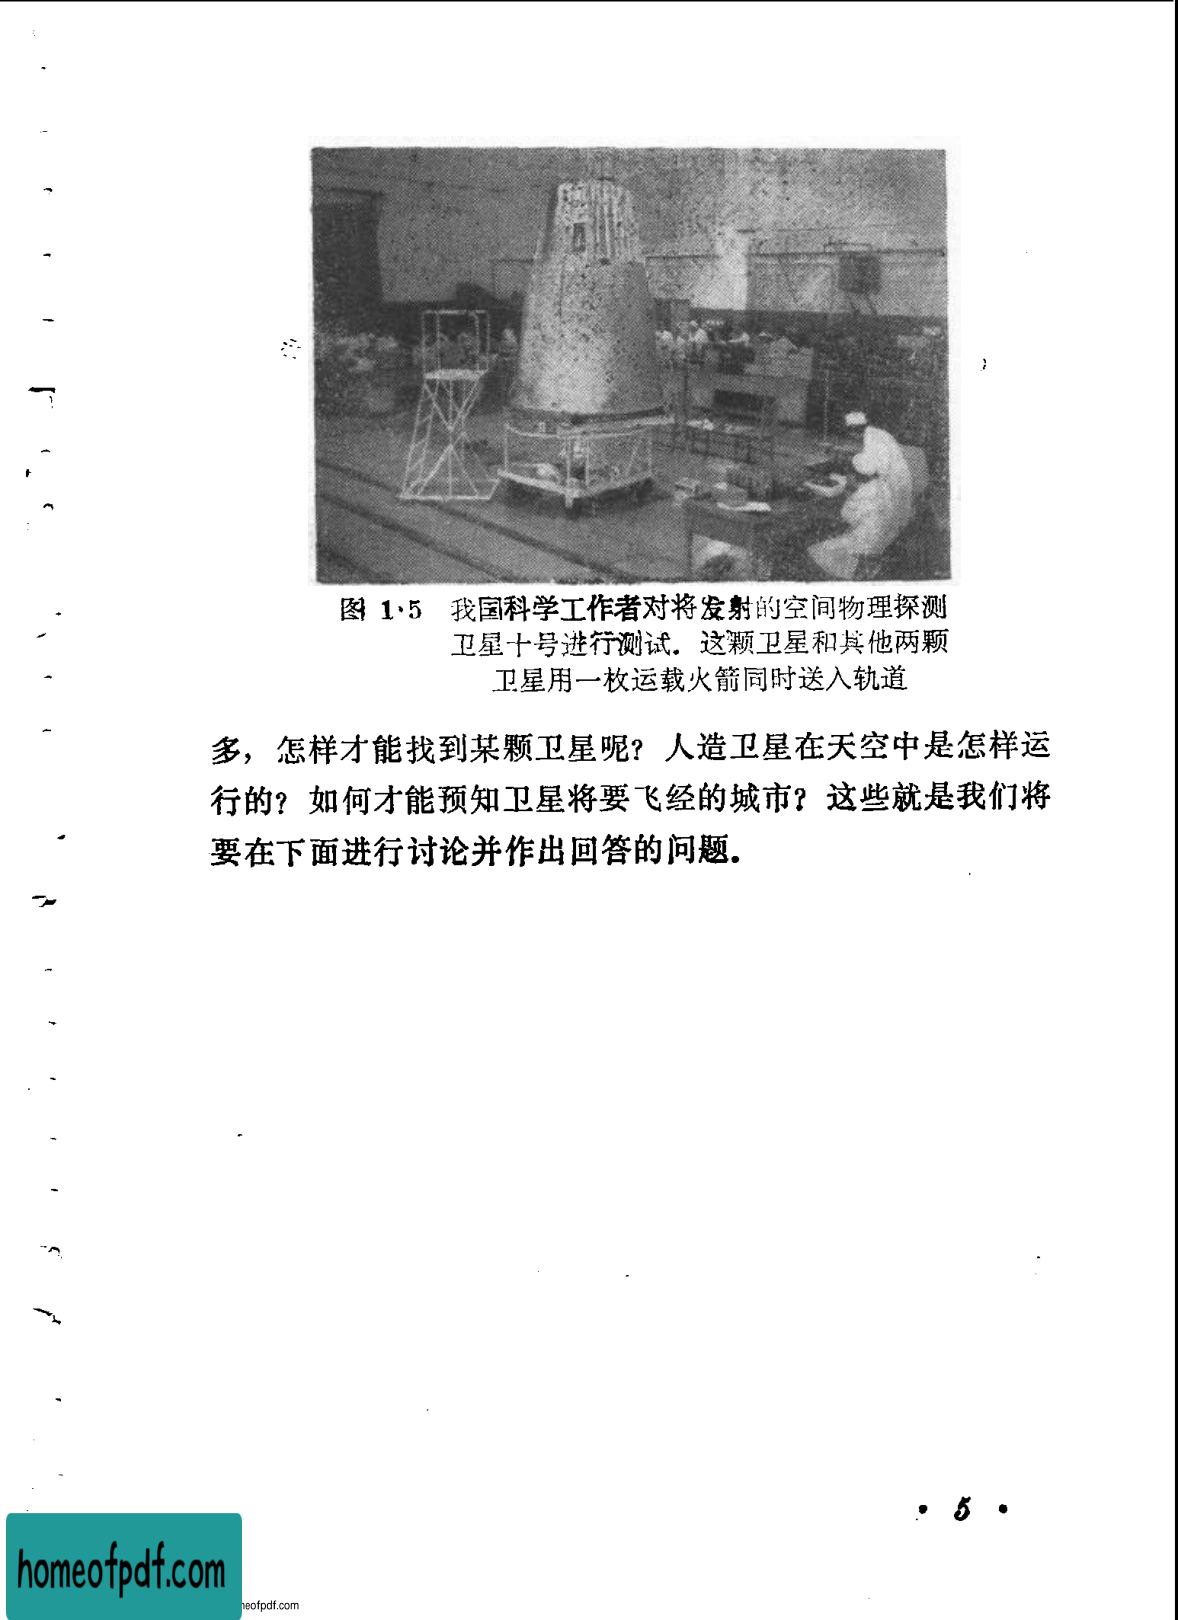 图 1·5 我国科学工作者对将发射的空间物理探测
卫星十号进行测试. 这颗卫星和其他两颗
卫星用一枚运载火箭同时送入轨道
多, 怎样才能找到某颗卫星呢? 人造卫星在天空中是怎样运
行的? 如何才能预知卫星将要飞经的城市? 这些就是我们将
要在下面进行讨论并作出回答的问题.
· 5 ·
homeofpdf.com
eofpdf.com